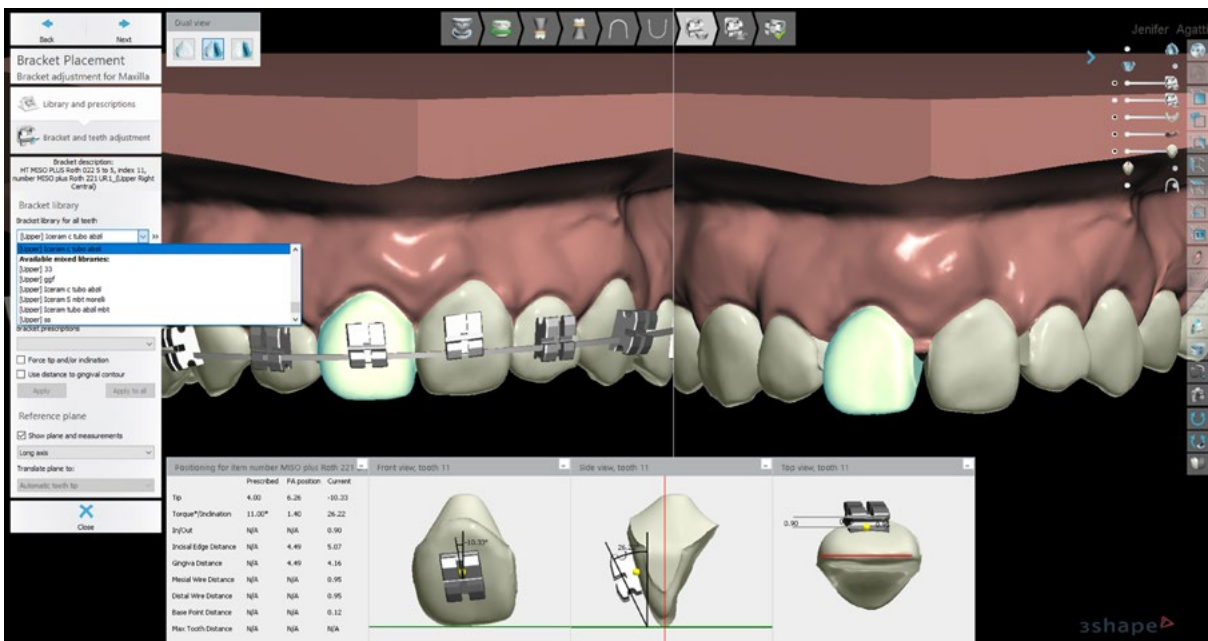 Back
Next
Dual view
Jenifer Agatti
Bracket Placement
Bracket adjustment for Maxilla
Library and prescriptions
Bracket and teeth adjustment
Bracket description:
HT MISO PLUS Roth 022 5 to 5, index 11,
number MISO plus Roth 221 UR1_(Upper Right
Central)
Bracket library
Bracket library for all teeth
[Upper] Iceram c tubo abzil
[Upper] Iceram c tubo abzil
Available mixed libraries:
[Upper] 33
[Upper] ggf
[Upper] Iceram c tubo abzil
[Upper] Iceram S mbt morelli
[Upper] Iceram tubo abzil mbt
[Upper] ss
Bracket prescriptions
Force tip and/or inclination
Use distance to gingival contour
Apply
Apply to all
Reference plane
Show plane and measurements
Long axis
Translate plane to:
Automatic tooth tip
Close
Positioning for item number MISO plus Roth 221
Prescribed FA position Current
Tip 4.00 6.26 -10.33
Torque*/Inclination 11.00* 1.40 26.22
In/Out N/A N/A 0.90
Incisal Edge Distance N/A 4.49 5.07
Gingiva Distance N/A 4.49 4.16
Mesial Wire Distance N/A N/A 0.95
Distal Wire Distance N/A N/A 0.95
Base Point Distance N/A N/A 0.12
Max Tooth Distance N/A N/A
Front view, tooth 11
-10.33°
Side view, tooth 11
Top view, tooth 11
0.90
3shape